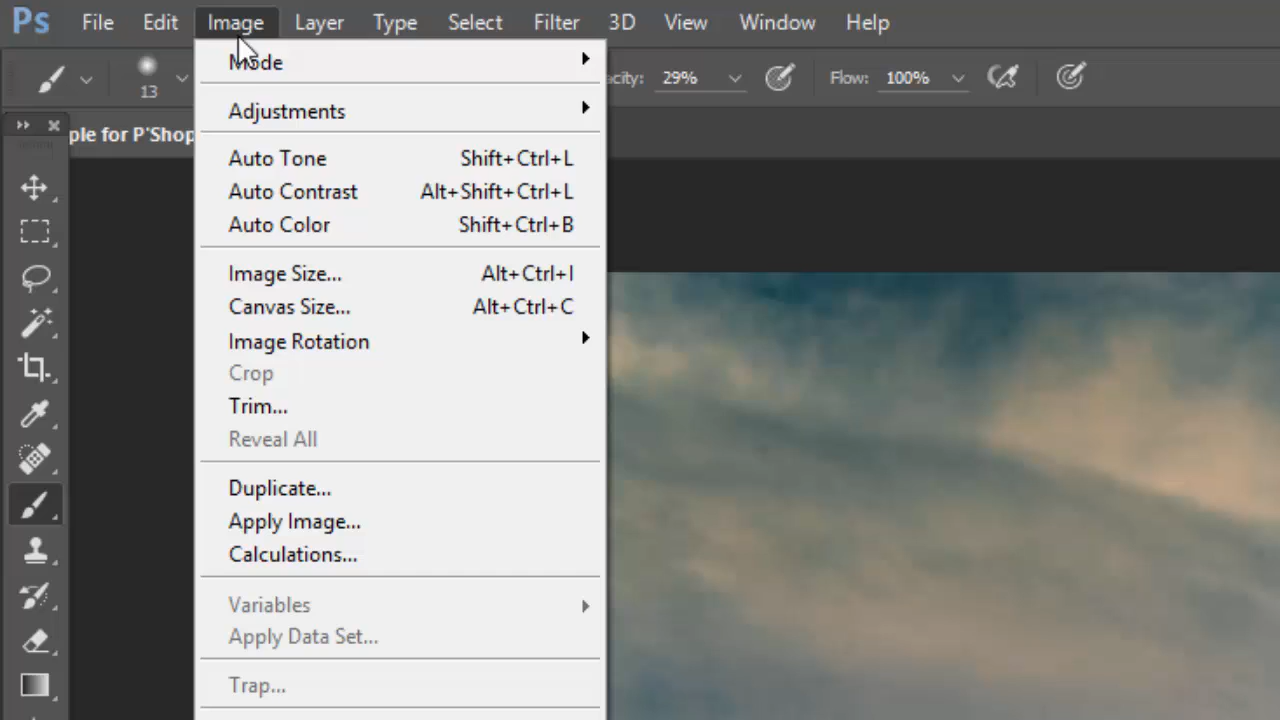 Ps File Edit Image Layer Type Select Filter 3D View Window Help
13 acity: 29% Flow: 100%
ple for P'Shop
Mode
Adjustments
Auto Tone Shift+Ctrl+L
Auto Contrast Alt+Shift+Ctrl+L
Auto Color Shift+Ctrl+B
Image Size... Alt+Ctrl+I
Canvas Size... Alt+Ctrl+C
Image Rotation
Crop
Trim...
Reveal All
Duplicate...
Apply Image...
Calculations...
Variables
Apply Data Set...
Trap...